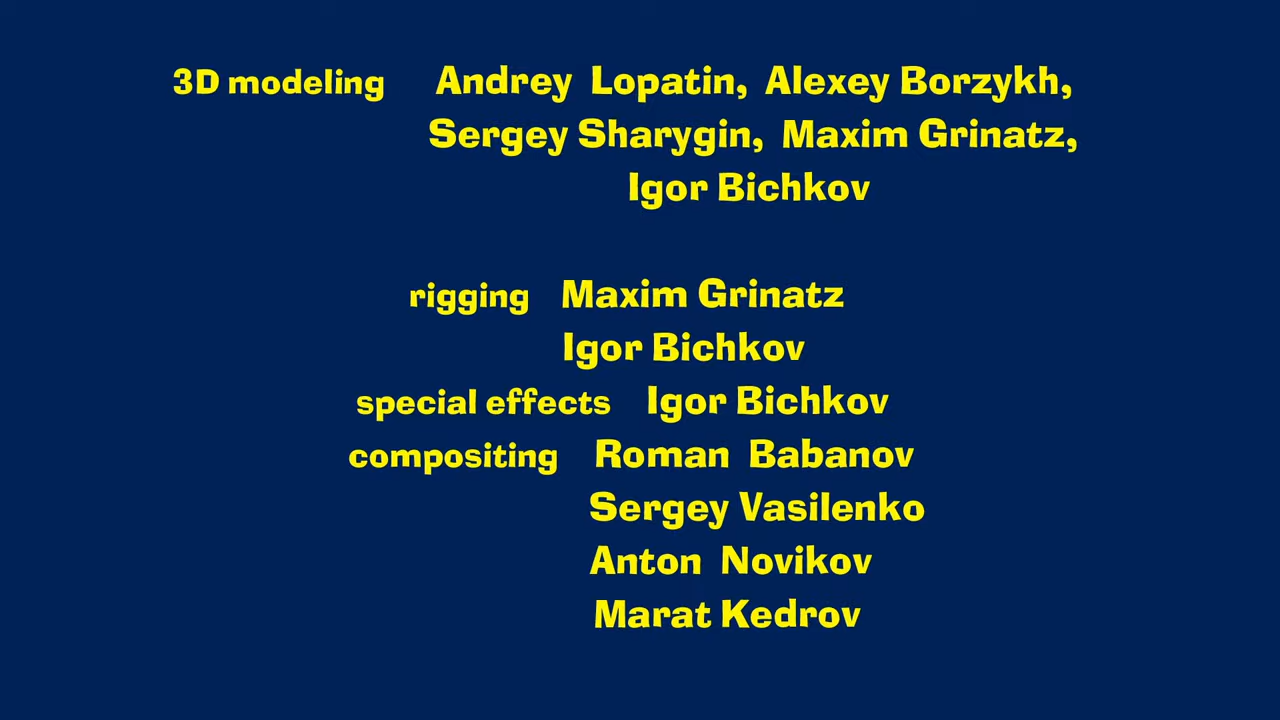 3D modeling Andrey Lopatin, Alexey Borzykh,
Sergey Sharygin, Maxim Grinatz,
Igor Bichkov
rigging Maxim Grinatz
Igor Bichkov
special effects Igor Bichkov
compositing Roman Babanov
Sergey Vasilenko
Anton Novikov
Marat Kedrov